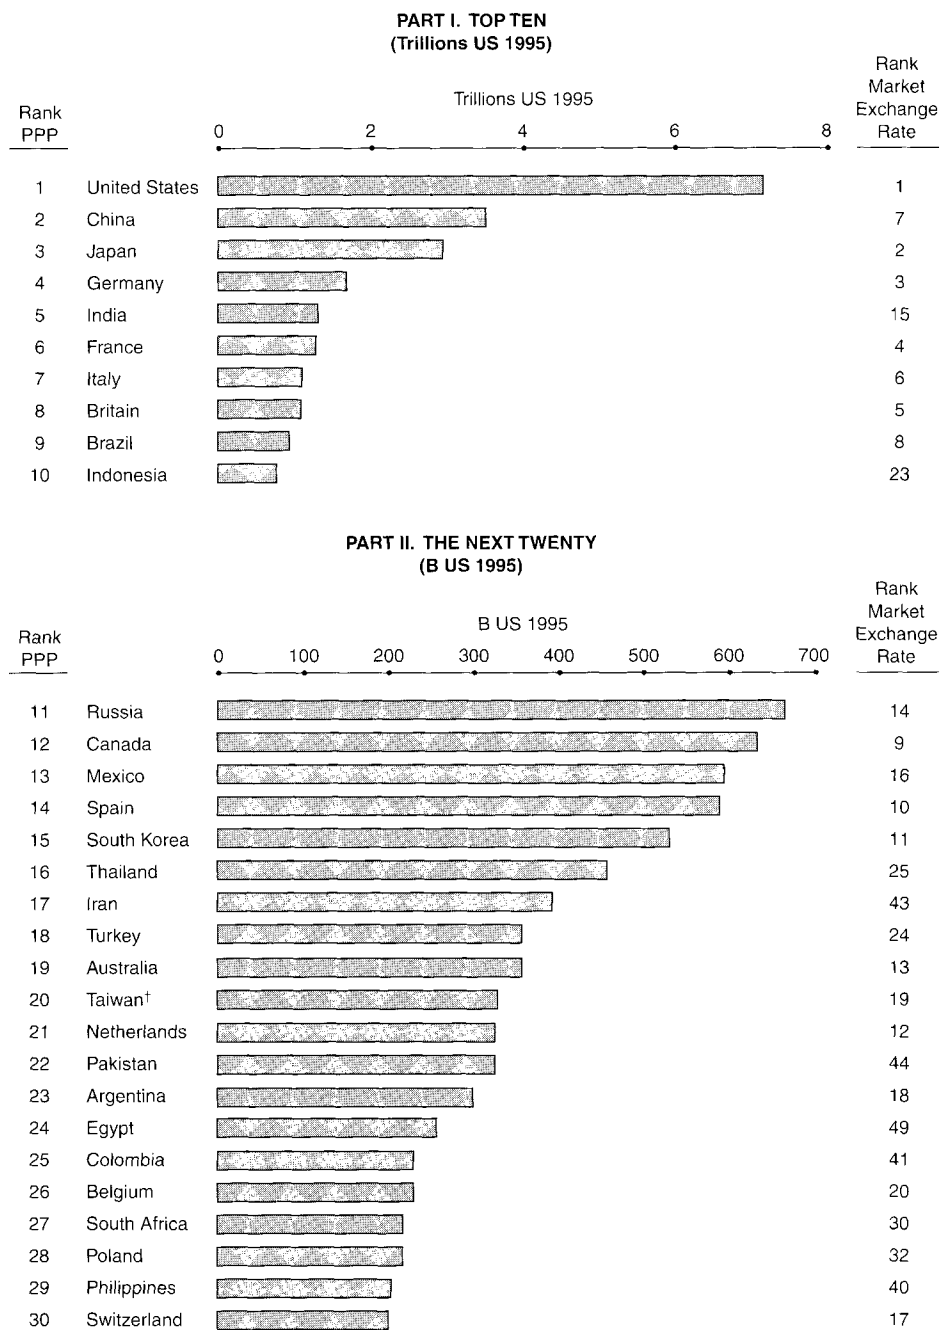 PART I. TOP TEN
(Trillions US 1995)
Rank PPP
Trillions US 1995
Rank Market Exchange Rate
0 2 4 6 8
1 United States 1
2 China 7
3 Japan 2
4 Germany 3
5 India 15
6 France 4
7 Italy 6
8 Britain 5
9 Brazil 8
10 Indonesia 23
PART II. THE NEXT TWENTY
(B US 1995)
Rank PPP
B US 1995
Rank Market Exchange Rate
0 100 200 300 400 500 600 700
11 Russia 14
12 Canada 9
13 Mexico 16
14 Spain 10
15 South Korea 11
16 Thailand 25
17 Iran 43
18 Turkey 24
19 Australia 13
20 Taiwan† 19
21 Netherlands 12
22 Pakistan 44
23 Argentina 18
24 Egypt 49
25 Colombia 41
26 Belgium 20
27 South Africa 30
28 Poland 32
29 Philippines 40
30 Switzerland 17